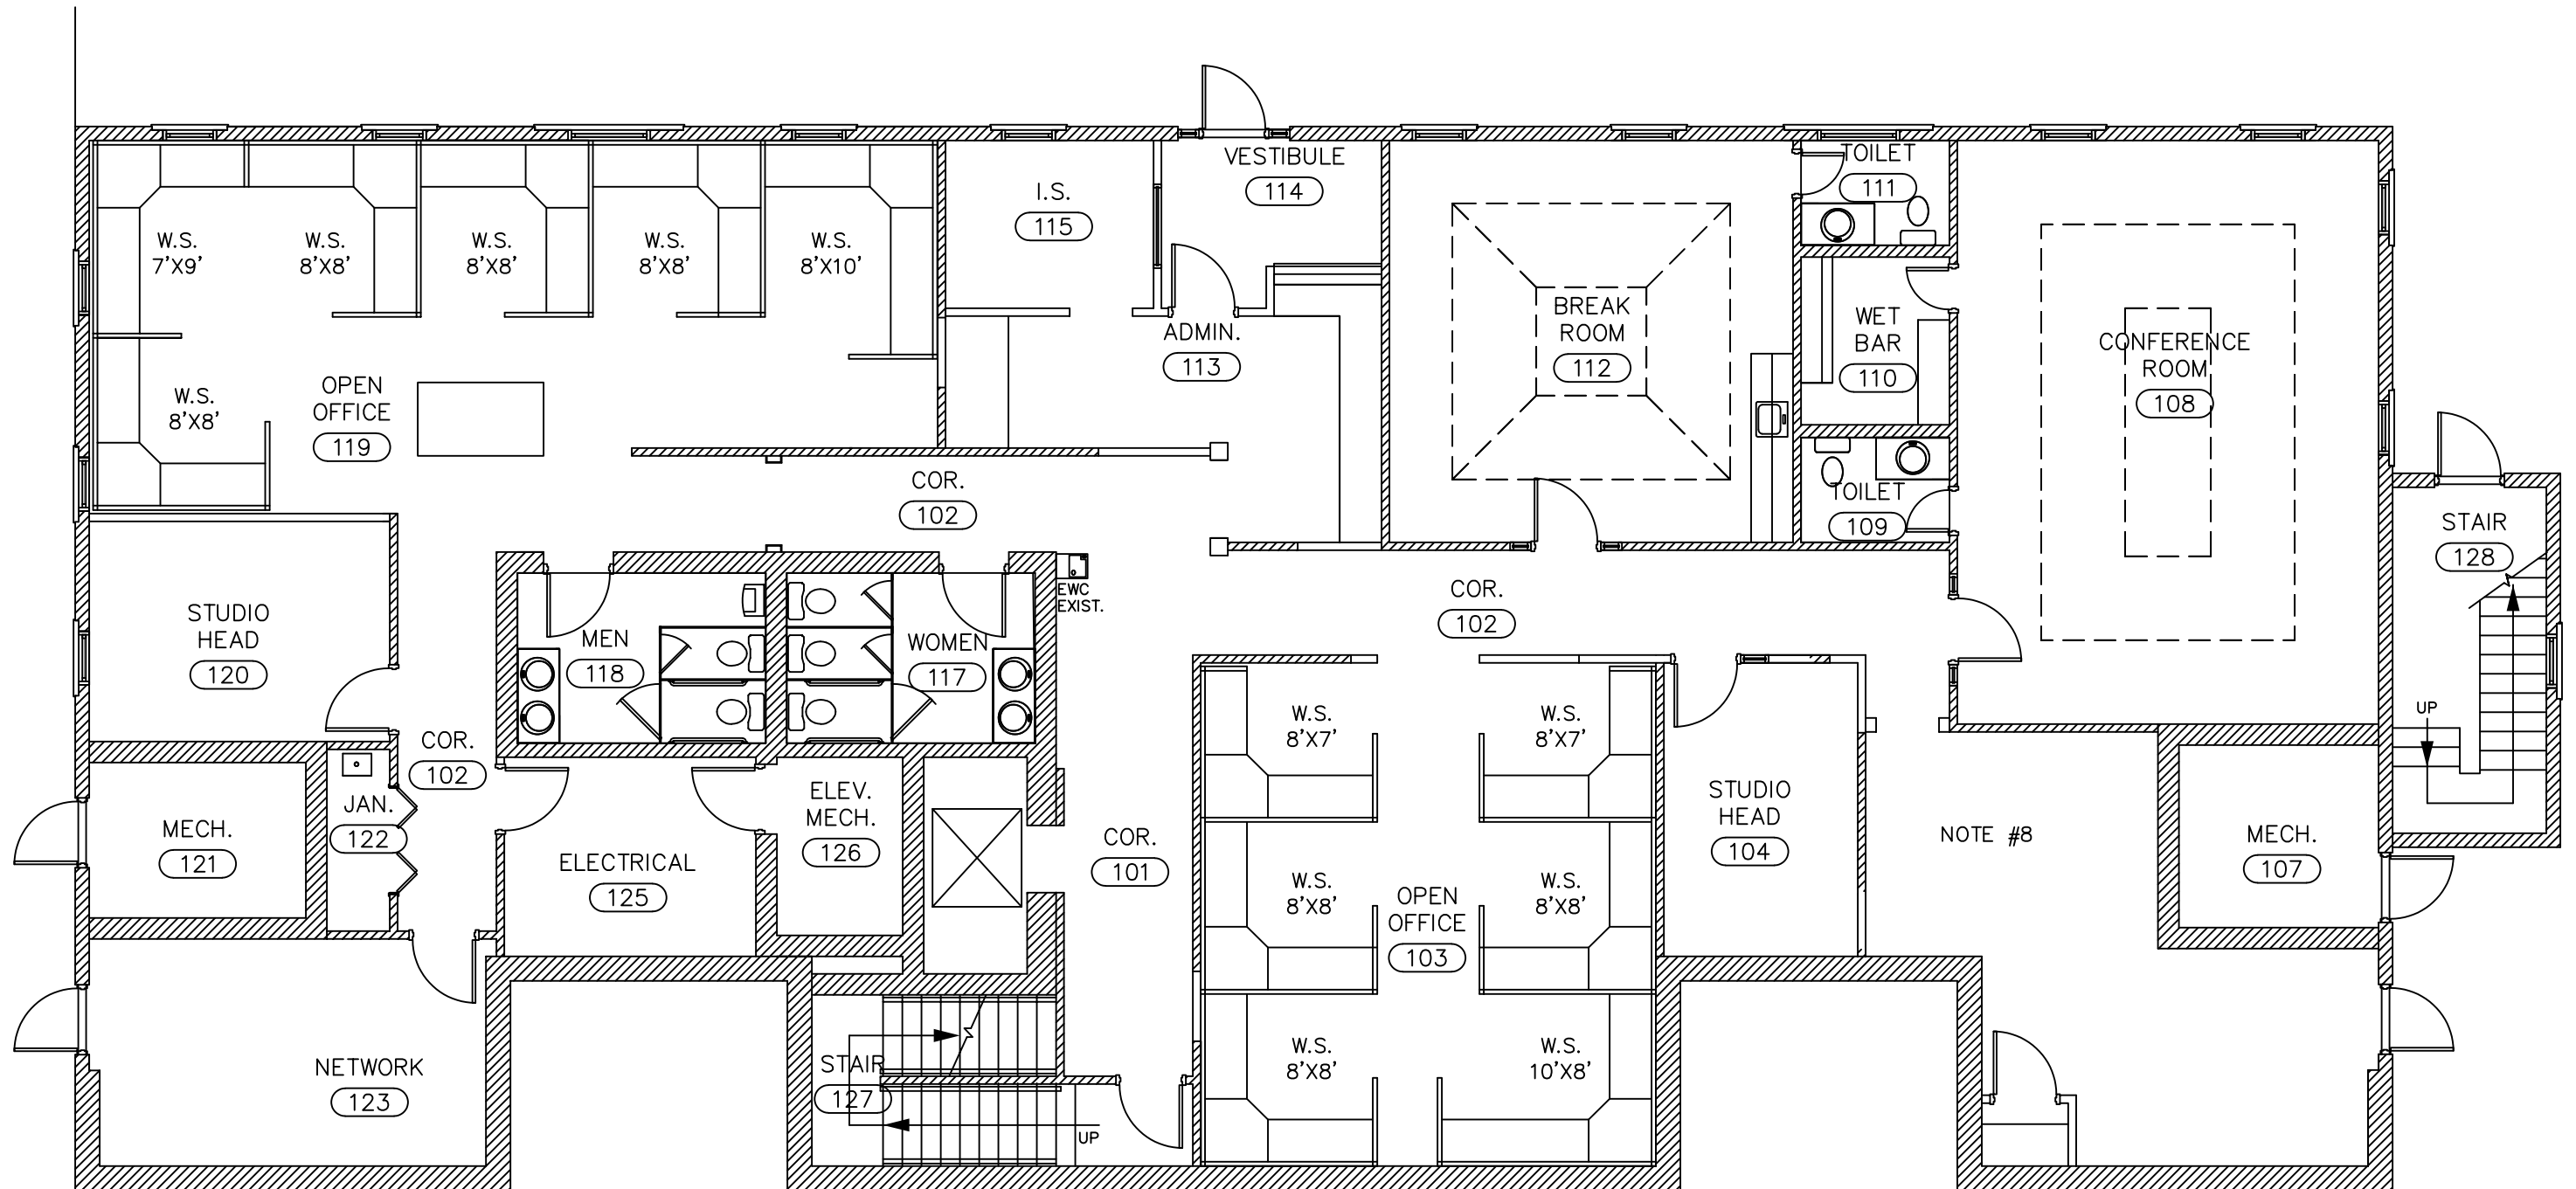 VESTIBULE
114
TOILET
111
I.S.
115
W.S.
7'X9'
W.S.
8'X8'
W.S.
8'X8'
W.S.
8'X8'
W.S.
8'X10'
ADMIN.
113
BREAK
ROOM
112
WET
BAR
110
CONFERENCE
ROOM
108
W.S.
8'X8'
OPEN
OFFICE
119
COR.
102
TOILET
109
STAIR
128
UP
STUDIO
HEAD
120
MEN
118
WOMEN
117
EWC
EXIST.
COR.
102
COR.
102
JAN.
122
MECH.
121
ELECTRICAL
125
ELEV.
MECH.
126
COR.
101
W.S.
8'X7'
W.S.
8'X7'
W.S.
8'X8'
W.S.
8'X8'
OPEN
OFFICE
103
STUDIO
HEAD
104
NOTE #8
MECH.
107
NETWORK
123
STAIR
127
UP
W.S.
8'X8'
W.S.
10'X8'